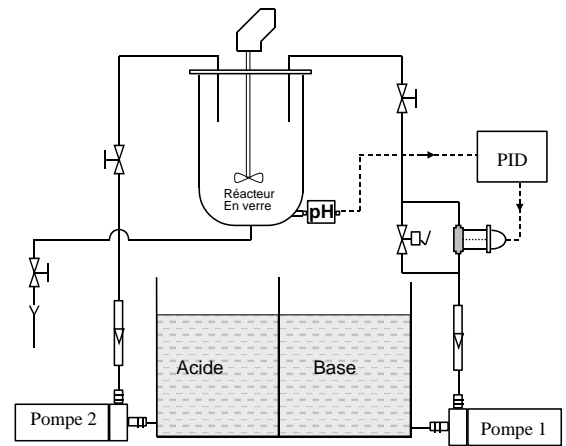 Réacteur
En verre
pH
PID
Acide
Base
Pompe 2
Pompe 1